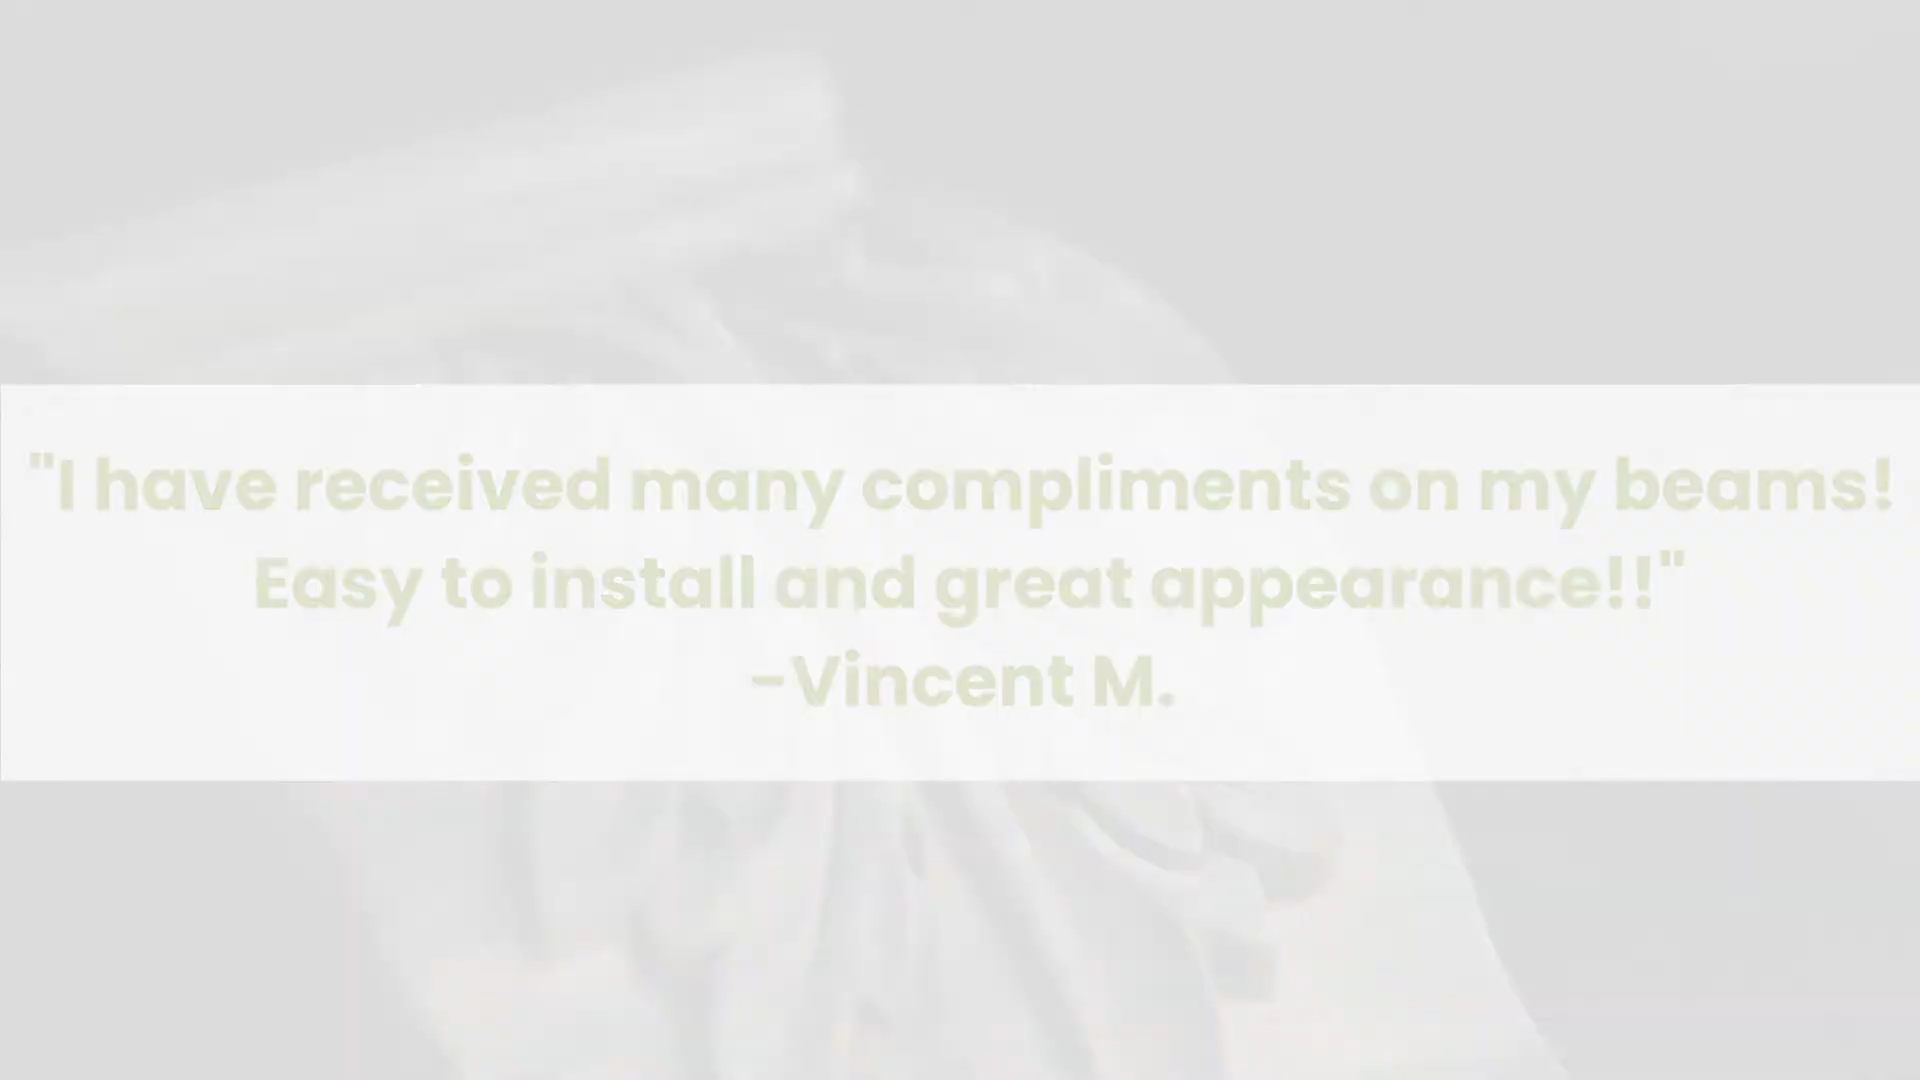 "I have received many compliments on my beams!
Easy to install and great appearance!!"
-Vincent M.